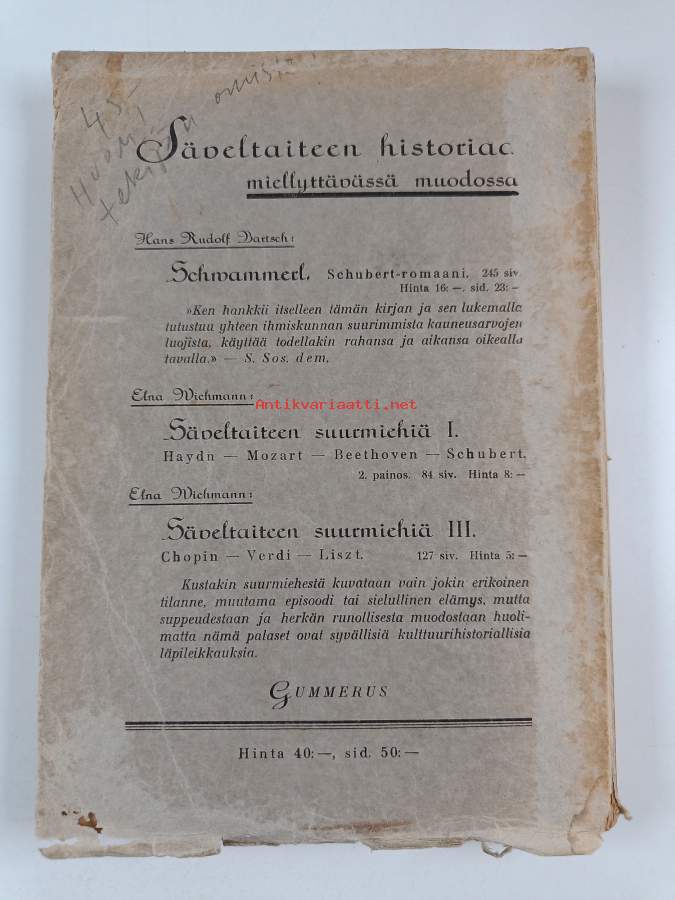 45-
Huom!
tekijän omista
Säveltaiteen historiaa
miellyttävässä muodossa
Hans Rudolf Bartsch:
Schwammerl. Schubert-romaani. 245 siv.
Hinta 16: —. sid. 23: —
»Ken hankkii itselleen tämän kirjan ja sen lukemalla
tutustuu yhteen ihmiskunnan suurimmista kauneusarvojen
luojista, käyttää todellakin rahansa ja aikansa oikealla
tavalla.» — S. Sos. dem.
Elna Wichmann:
Antikvariaatti.net
Säveltaiteen suurmiehiä I.
Haydn — Mozart — Beethoven — Schubert.
2. painos. 84 siv. Hinta 8: —
Elna Wichmann:
Säveltaiteen suurmiehiä III.
Chopin — Verdi — Liszt. 127 siv. Hinta 5: —
Kustakin suurmiehestä kuvataan vain jokin erikoinen
tilanne, muutama episoodi tai sielullinen elämys, mutta
suppeudestaan ja herkän runollisesta muodostaan huoli-
matta nämä palaset ovat syvällisiä kulttuurihistoriallisia
läpileikkauksia.
GUMMERUS
Hinta 40: —, sid. 50: —